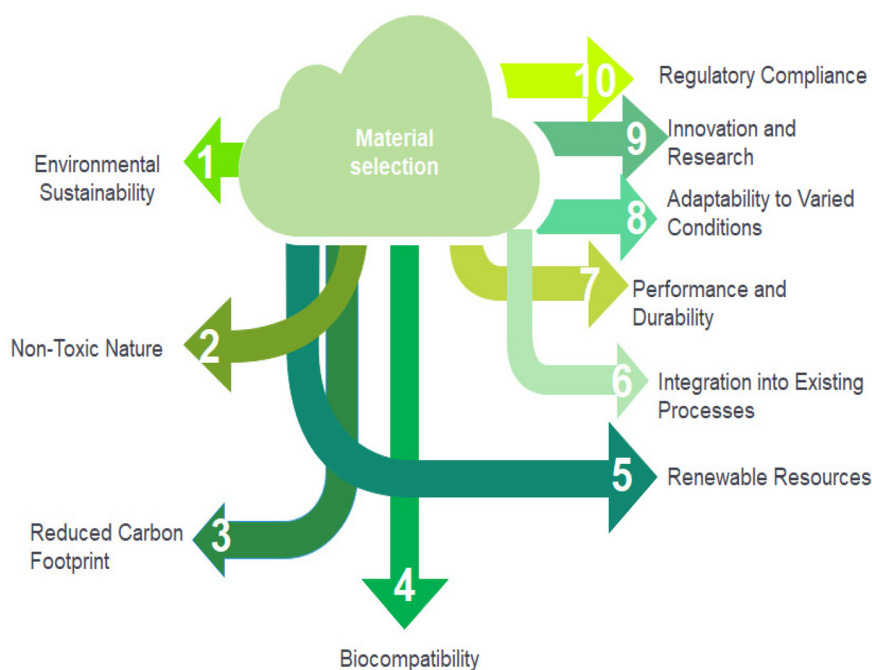 Material
selection
1
Environmental
Sustainability
2
Non-Toxic Nature
3
Reduced Carbon
Footprint
4
Biocompatibility
5
Renewable Resources
6
Integration into Existing
Processes
7
Performance and
Durability
8
Adaptability to Varied
Conditions
9
Innovation and
Research
10
Regulatory Compliance